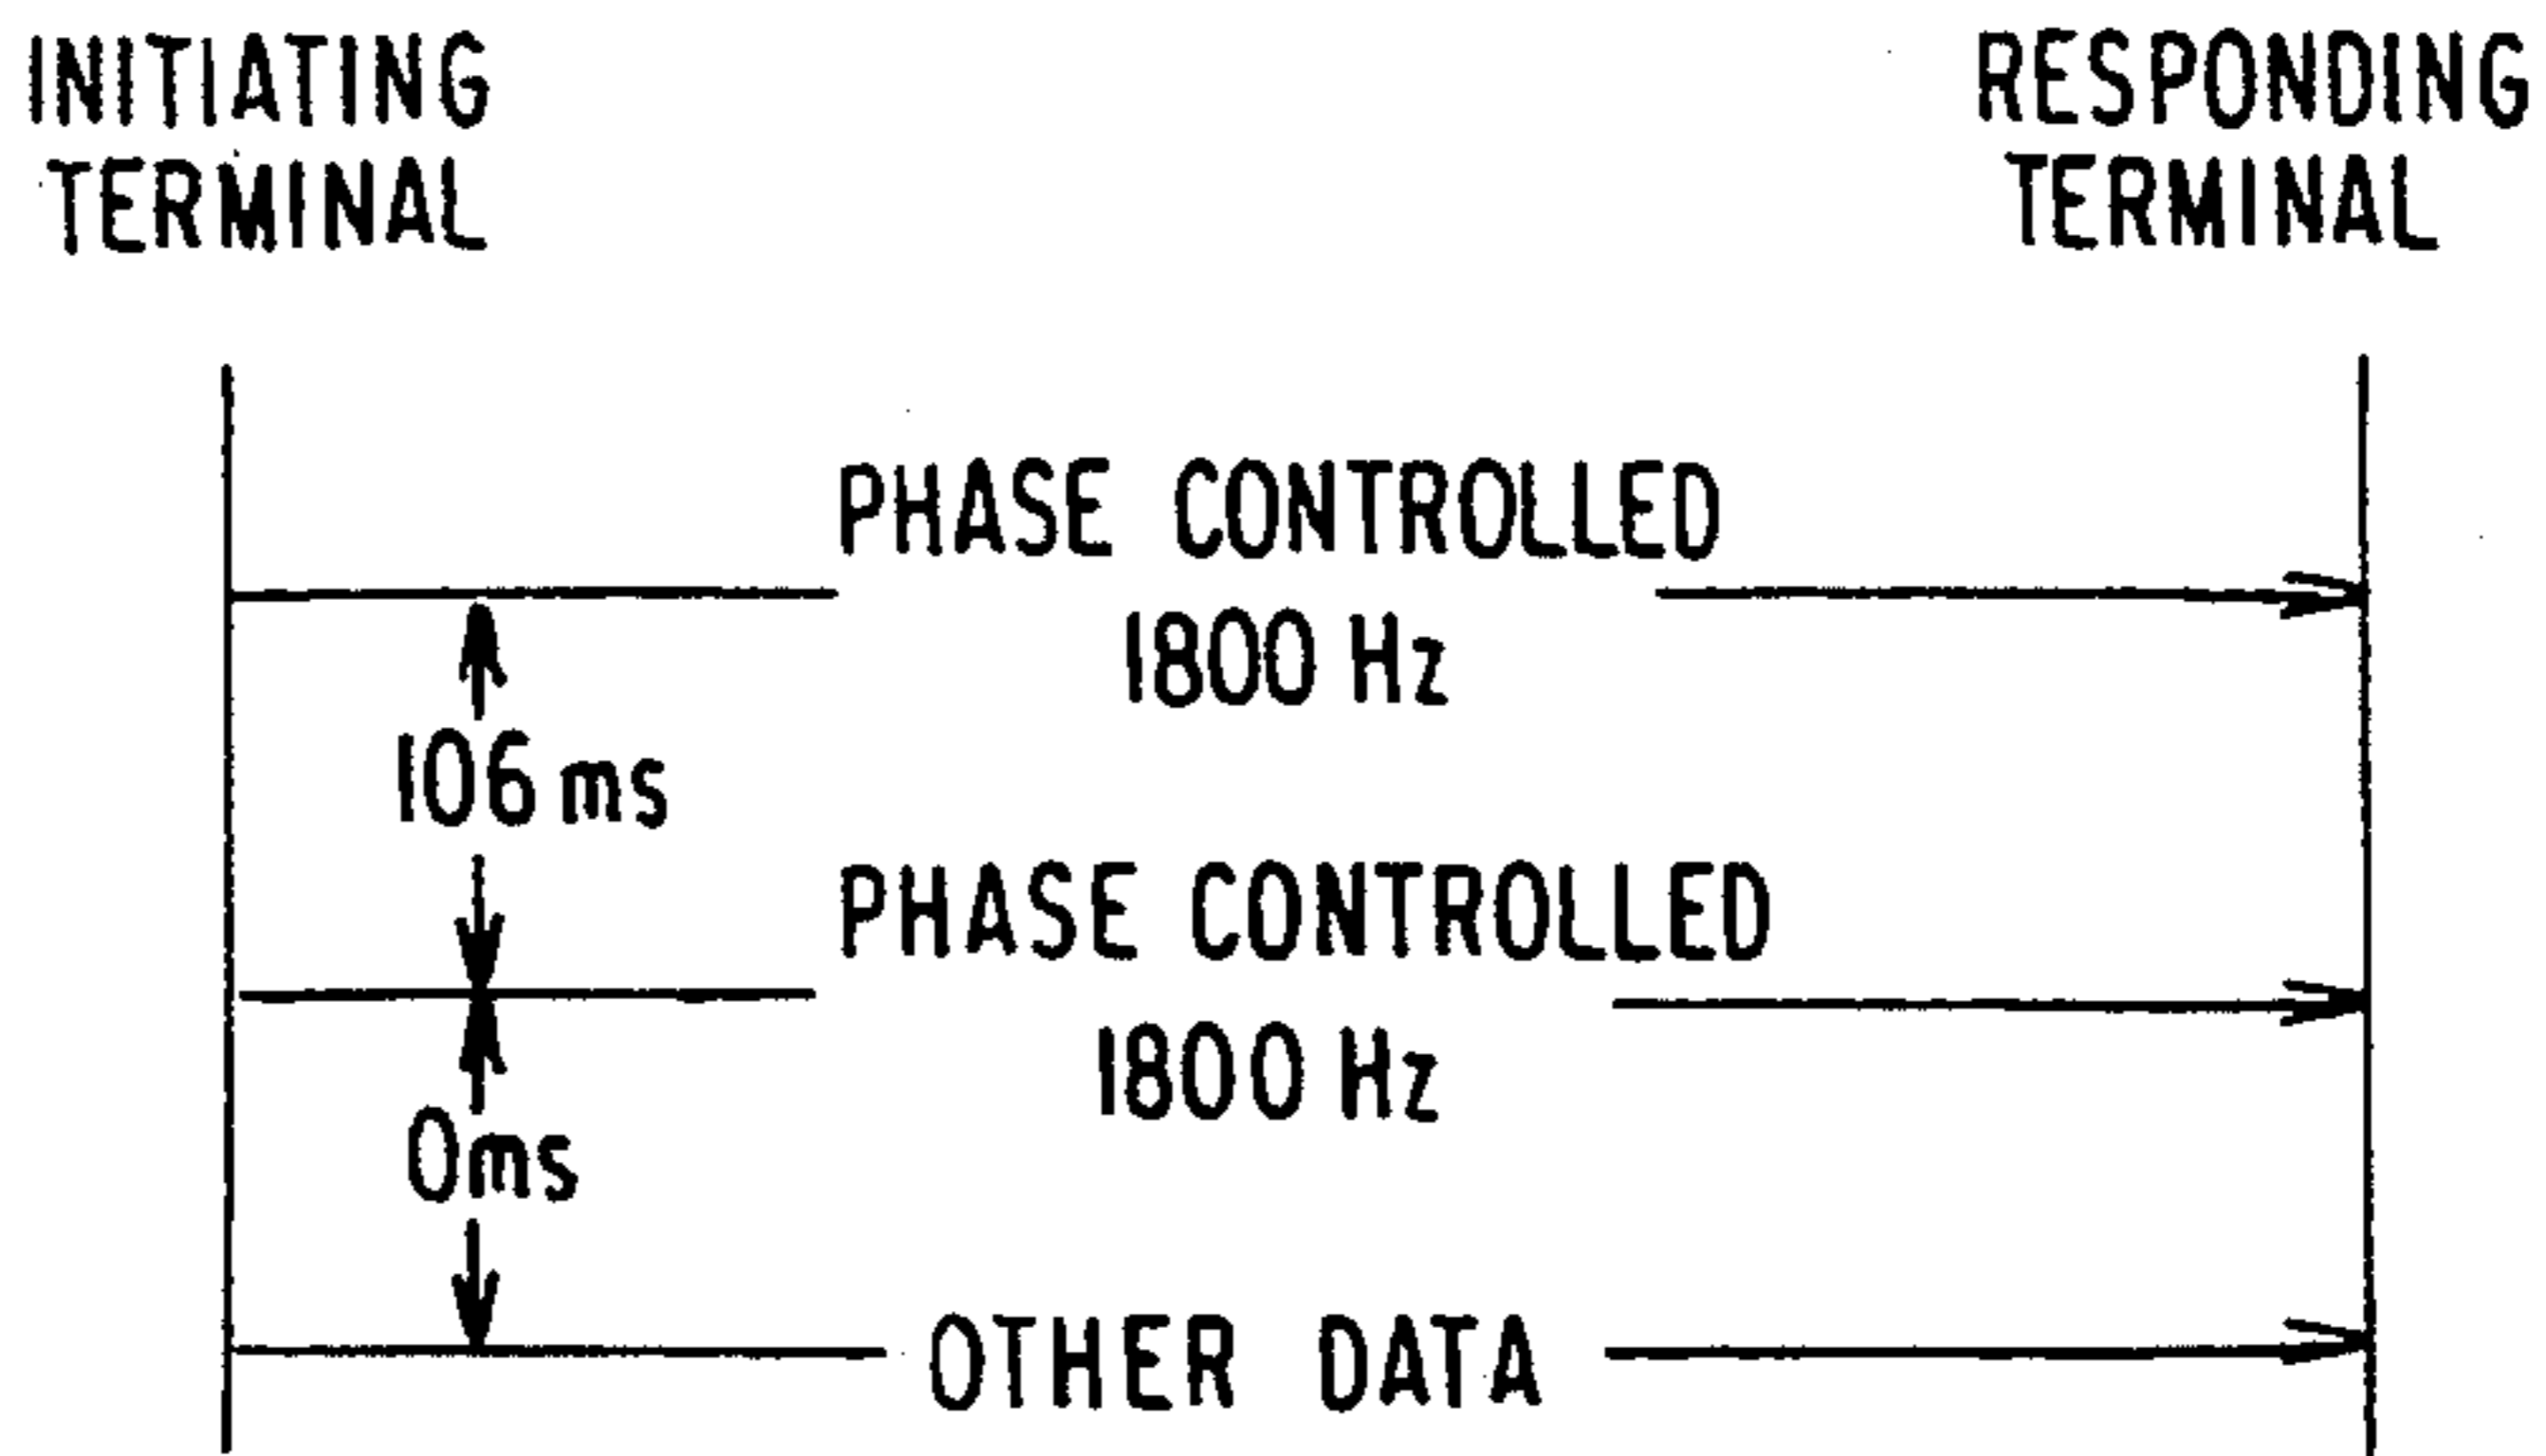 INITIATING
TERMINAL
RESPONDING
TERMINAL
PHASE CONTROLLED
1800 Hz
106 ms
PHASE CONTROLLED
1800 Hz
0ms
OTHER DATA